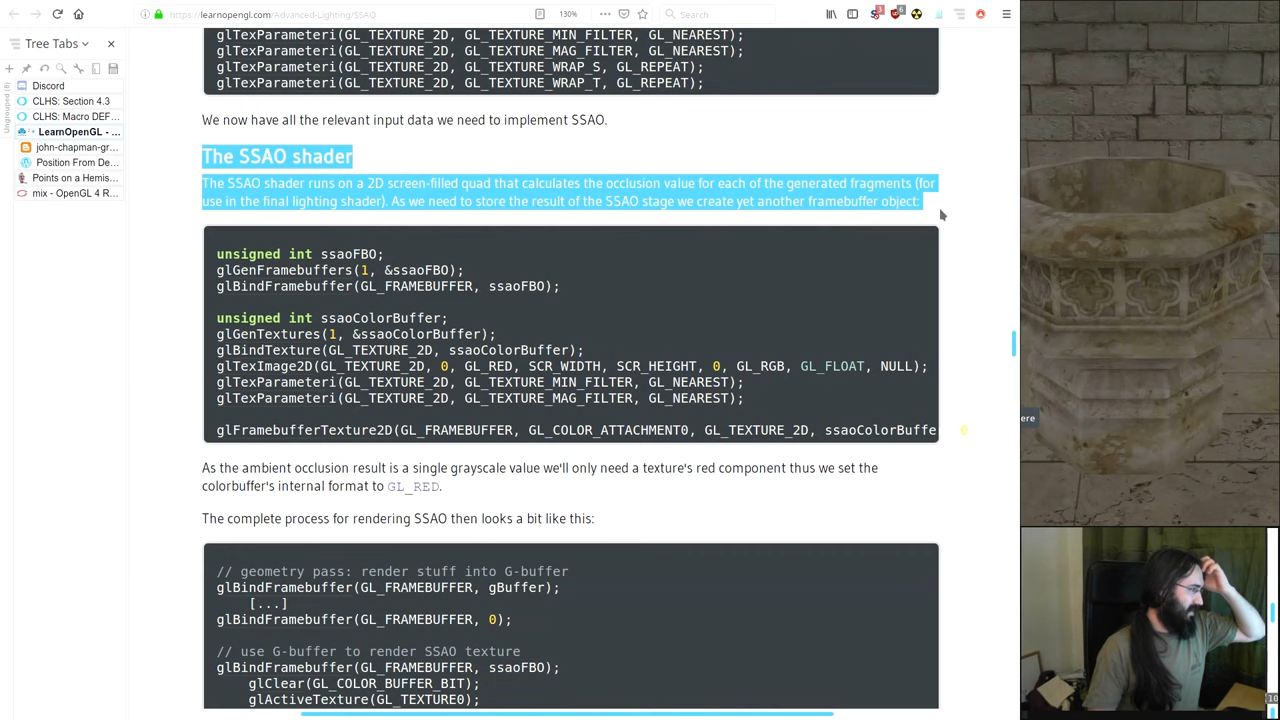 https://learnopengl.com/Advanced-Lighting/SSAO
130%
Search
3
6
Tree Tabs
Ungrouped (8)
Discord
CLHS: Section 4.3
CLHS: Macro DEF…
LearnOpenGL - …
john-chapman-gr…
Position From De…
Points on a Hemis…
mix - OpenGL 4 R…
glTexParameteri(GL_TEXTURE_2D, GL_TEXTURE_MIN_FILTER, GL_NEAREST);
glTexParameteri(GL_TEXTURE_2D, GL_TEXTURE_MAG_FILTER, GL_NEAREST);
glTexParameteri(GL_TEXTURE_2D, GL_TEXTURE_WRAP_S, GL_REPEAT);
glTexParameteri(GL_TEXTURE_2D, GL_TEXTURE_WRAP_T, GL_REPEAT);
We now have all the relevant input data we need to implement SSAO.
The SSAO shader
The SSAO shader runs on a 2D screen-filled quad that calculates the occlusion value for each of the generated fragments (for
use in the final lighting shader). As we need to store the result of the SSAO stage we create yet another framebuffer object:
unsigned int ssaoFBO;
glGenFramebuffers(1, &ssaoFBO);
glBindFramebuffer(GL_FRAMEBUFFER, ssaoFBO);
unsigned int ssaoColorBuffer;
glGenTextures(1, &ssaoColorBuffer);
glBindTexture(GL_TEXTURE_2D, ssaoColorBuffer);
glTexImage2D(GL_TEXTURE_2D, 0, GL_RED, SCR_WIDTH, SCR_HEIGHT, 0, GL_RGB, GL_FLOAT, NULL);
glTexParameteri(GL_TEXTURE_2D, GL_TEXTURE_MIN_FILTER, GL_NEAREST);
glTexParameteri(GL_TEXTURE_2D, GL_TEXTURE_MAG_FILTER, GL_NEAREST);
glFramebufferTexture2D(GL_FRAMEBUFFER, GL_COLOR_ATTACHMENT0, GL_TEXTURE_2D, ssaoColorBuffe 0
As the ambient occlusion result is a single grayscale value we'll only need a texture's red component thus we set the
colorbuffer's internal format to GL_RED.
The complete process for rendering SSAO then looks a bit like this:
// geometry pass: render stuff into G-buffer
glBindFramebuffer(GL_FRAMEBUFFER, gBuffer);
[...]
glBindFramebuffer(GL_FRAMEBUFFER, 0);
// use G-buffer to render SSAO texture
glBindFramebuffer(GL_FRAMEBUFFER, ssaoFBO);
glClear(GL_COLOR_BUFFER_BIT);
glActiveTexture(GL_TEXTURE0);
ere